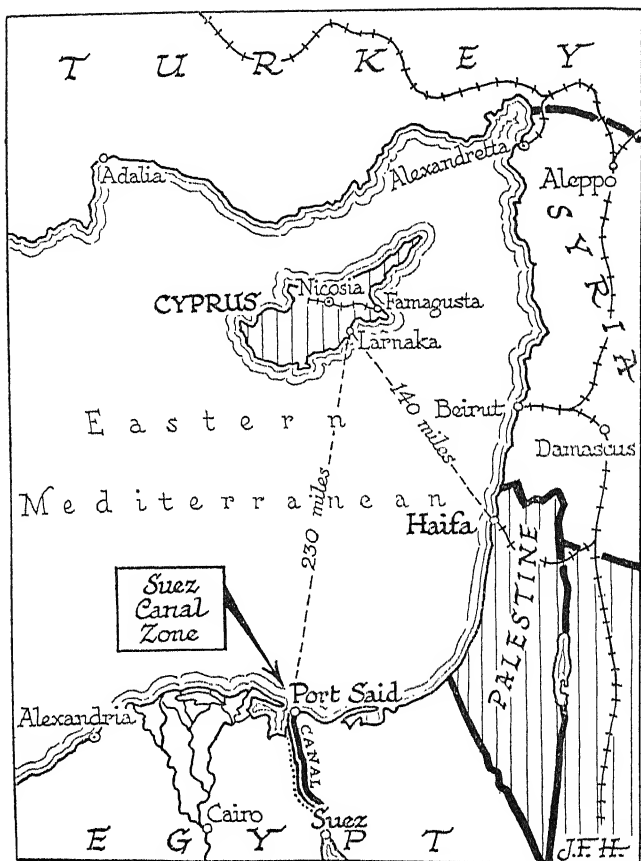 TURKEY
Adalia
Alexandretta
Aleppo
SYRIA
CYPRUS
Nicosia
Famagusta
Larnaka
Eastern
Mediterranean
140 miles
230 miles
Beirut
Damascus
Haifa
PALESTINE
Suez
Canal
Zone
Port Said
Alexandria
CANAL
Cairo
Suez
EGYPT
J.F.H.